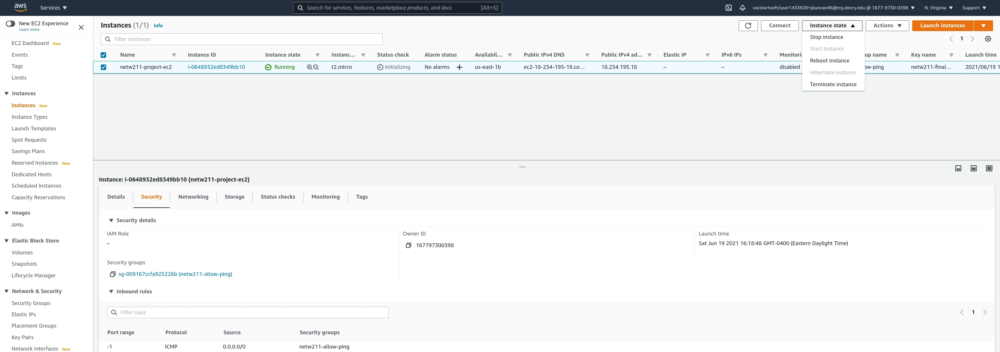 aws
Services
Search for services, features, marketplace products, and docs [Alt+S]
vocstartsoft/user1433928=jduncan46@my.devry.edu @ 1677-9730-0398
N. Virginia
Support
New EC2 Experience
Learn more
EC2 Dashboard New
Events
Tags
Limits
Instances
Instances New
Instance Types
Launch Templates
Spot Requests
Savings Plans
Reserved Instances New
Dedicated Hosts
Scheduled Instances
Capacity Reservations
Images
AMIs
Elastic Block Store
Volumes
Snapshots
Lifecycle Manager
Network & Security
Security Groups
Elastic IPs
Placement Groups
Key Pairs
Network Interfaces New
Instances (1/1) Info
Connect
Instance state
Actions
Launch instances
Filter instances
1
Stop instance
Start instance
Reboot instance
Hibernate instance
Terminate instance
Name Instance ID Instance state Instanc... Status check Alarm status Availabil... Public IPv4 DNS Public IPv4 ad... Elastic IP IPv6 IPs Monitori up name Key name Launch time
netw211-project-ec2 i-0648932ed8349bb10 Running t2.micro Initializing No alarms + us-east-1b ec2-18-234-195-18.co... 18.234.195.18 – – disabled ow-ping netw211-final... 2021/06/19 1
Instance: i-0648932ed8349bb10 (netw211-project-ec2)
Details Security Networking Storage Status checks Monitoring Tags
Security details
IAM Role
–
Owner ID
167797300398
Launch time
Sat Jun 19 2021 16:18:48 GMT-0400 (Eastern Daylight Time)
Security groups
sg-009167ccfa925226b (netw211-allow-ping)
Inbound rules
Filter rules
1
Port range Protocol Source Security groups
-1 ICMP 0.0.0.0/0 netw211-allow-ping